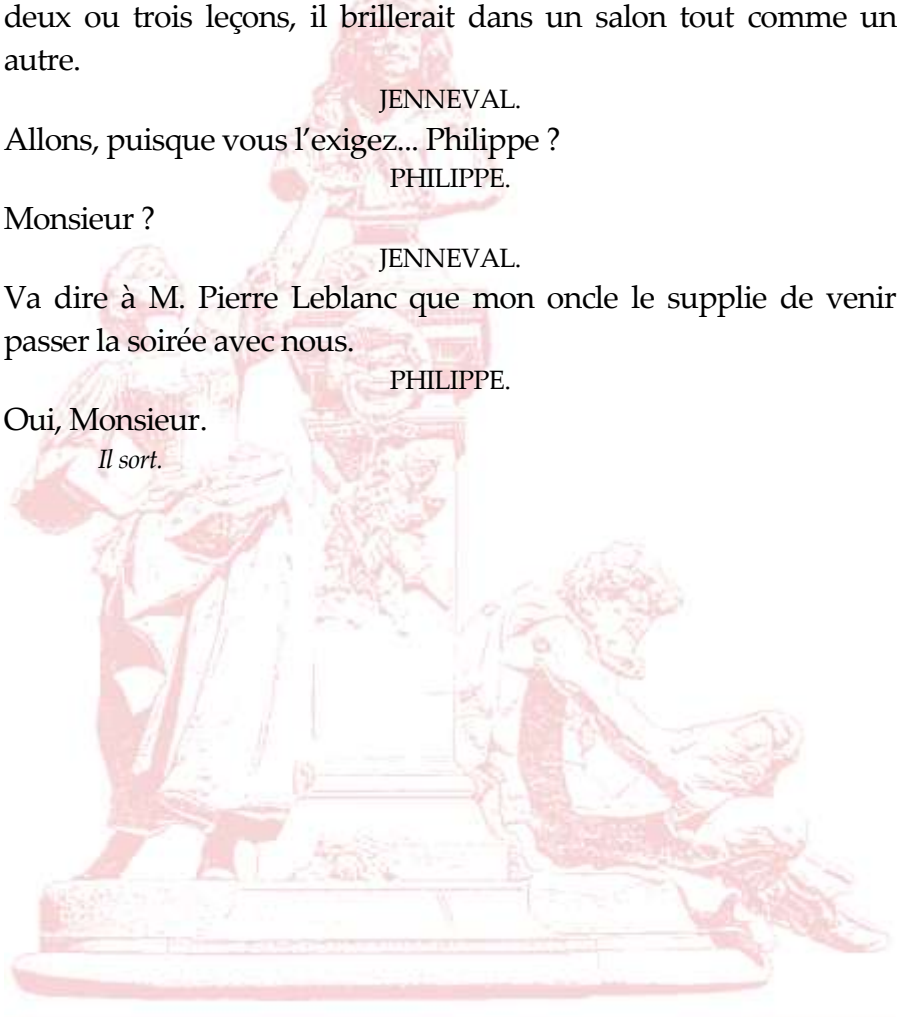 deux ou trois leçons, il brillerait dans un salon tout comme un
autre.
JENNEVAL.
Allons, puisque vous l’exigez... Philippe ?
PHILIPPE.
Monsieur ?
JENNEVAL.
Va dire à M. Pierre Leblanc que mon oncle le supplie de venir
passer la soirée avec nous.
PHILIPPE.
Oui, Monsieur.
Il sort.